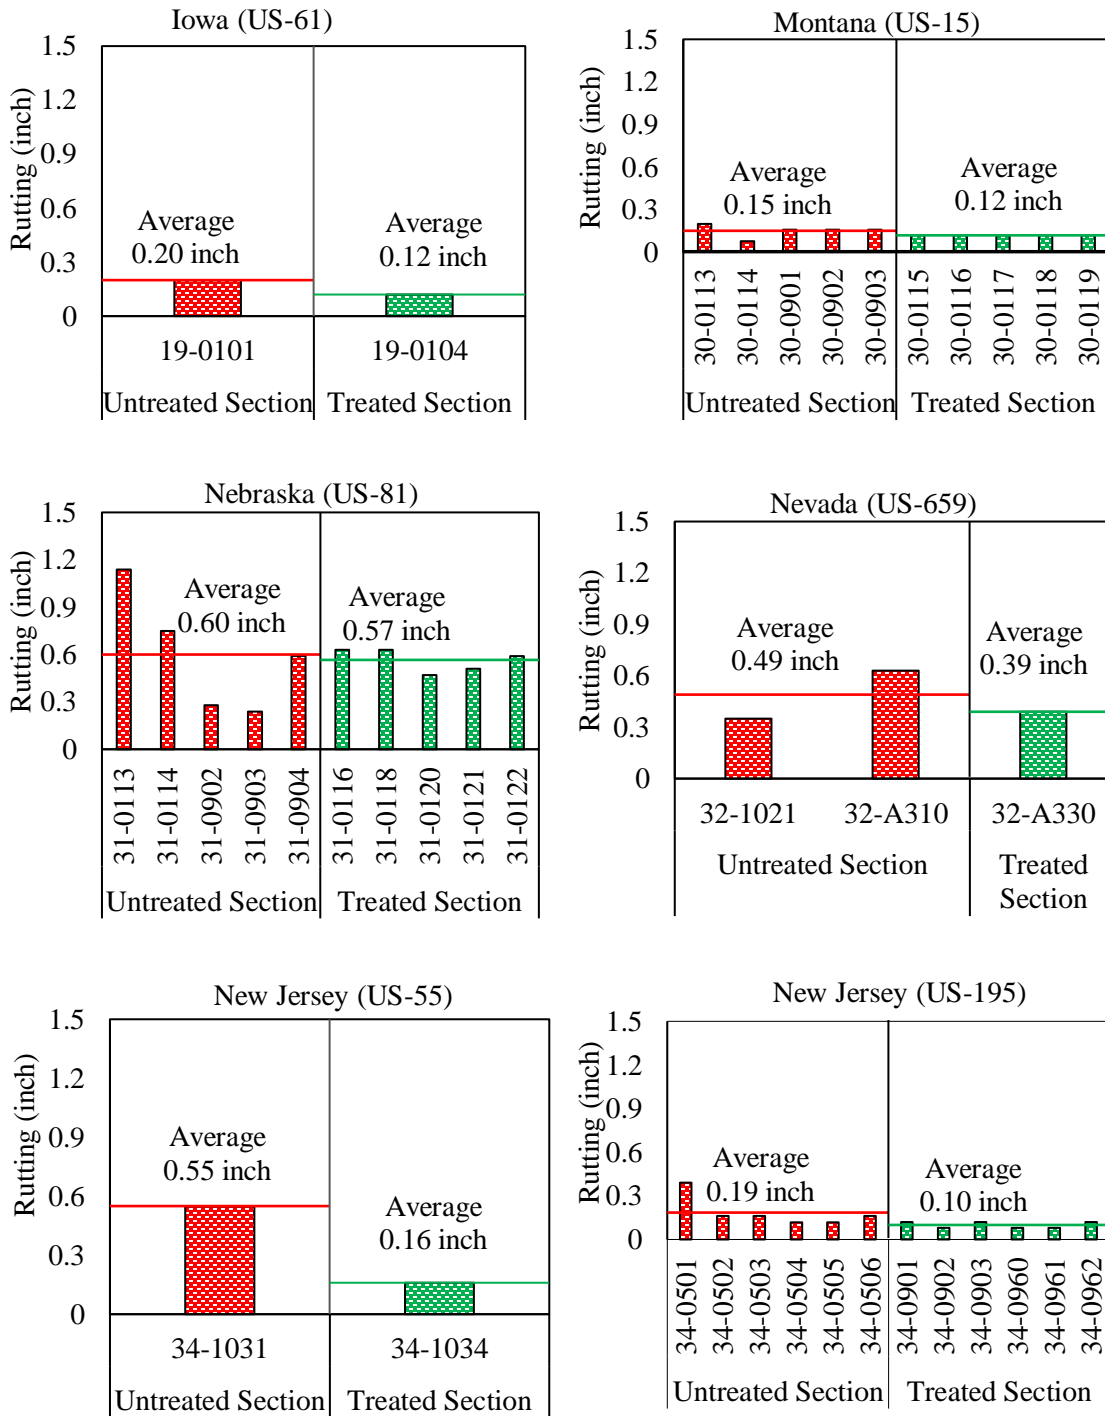 Iowa (US-61)
Rutting (inch)
1.5
1.2
0.9
0.6
0.3
0
Average
0.20 inch
Average
0.12 inch
19-0101
19-0104
Untreated Section
Treated Section
Montana (US-15)
Rutting (inch)
1.5
1.2
0.9
0.6
0.3
0
Average
0.15 inch
Average
0.12 inch
30-0113
30-0114
30-0901
30-0902
30-0903
30-0115
30-0116
30-0117
30-0118
30-0119
Untreated Section
Treated Section
Nebraska (US-81)
Rutting (inch)
1.5
1.2
0.9
0.6
0.3
0
Average
0.60 inch
Average
0.57 inch
31-0113
31-0114
31-0902
31-0903
31-0904
31-0116
31-0118
31-0120
31-0121
31-0122
Untreated Section
Treated Section
Nevada (US-659)
Rutting (inch)
1.5
1.2
0.9
0.6
0.3
0
Average
0.49 inch
Average
0.39 inch
32-1021
32-A310
32-A330
Untreated Section
Treated
Section
New Jersey (US-55)
Rutting (inch)
1.5
1.2
0.9
0.6
0.3
0
Average
0.55 inch
Average
0.16 inch
34-1031
34-1034
Untreated Section
Treated Section
New Jersey (US-195)
Rutting (inch)
1.5
1.2
0.9
0.6
0.3
0
Average
0.19 inch
Average
0.10 inch
34-0501
34-0502
34-0503
34-0504
34-0505
34-0506
34-0901
34-0902
34-0903
34-0960
34-0961
34-0962
Untreated Section
Treated Section